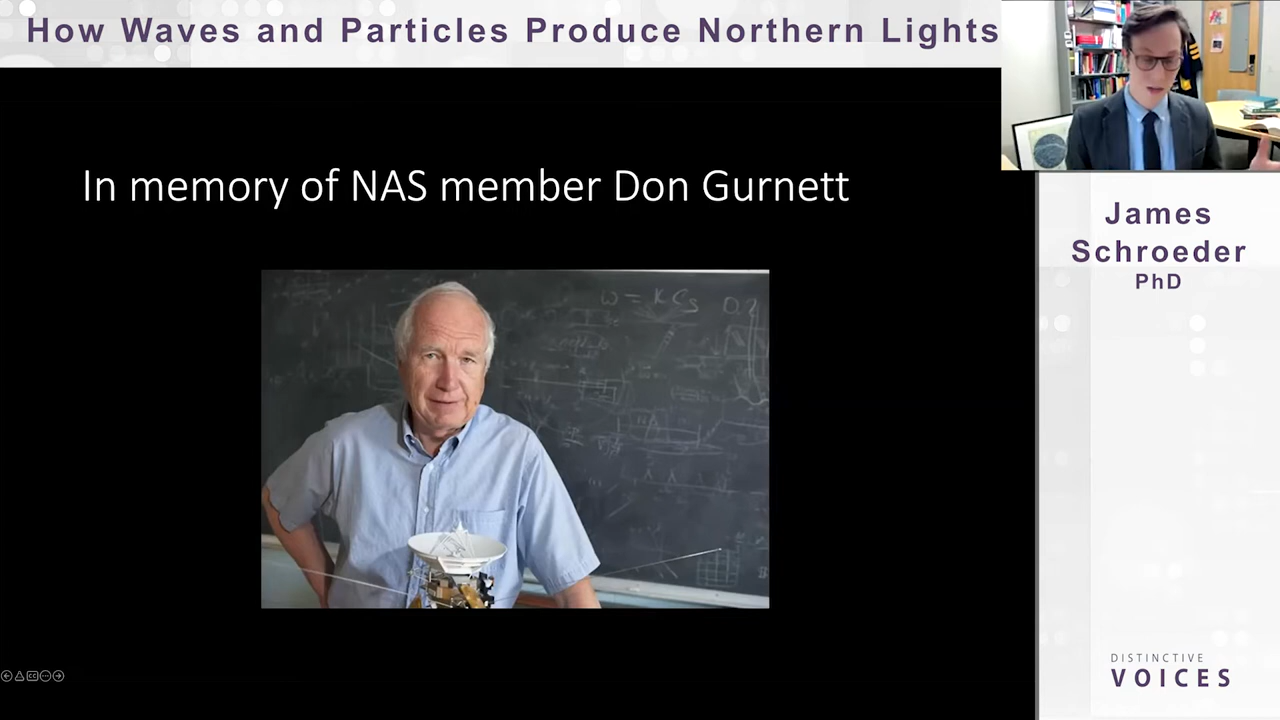 How Waves and Particles Produce Northern Lights
In memory of NAS member Don Gurnett
ω = KCs
James
Schroeder
PhD
DISTINCTIVE
VOICES